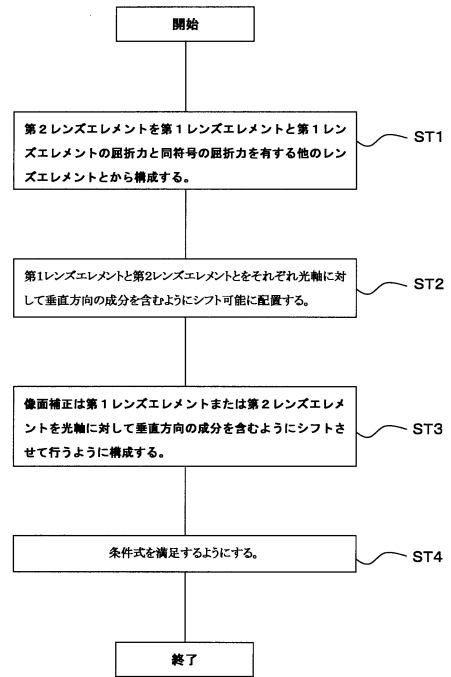 開始
第２レンズエレメントを第１レンズエレメントと第１レン
ズエレメントの屈折力と同符号の屈折力を有する他のレン
ズエレメントとから構成する。
ST1
第1レンズエレメントと第2レンズエレメントとをそれぞれ光軸に対
して垂直方向の成分を含むようにシフト可能に配置する。
ST2
像面補正は第１レンズエレメントまたは第２レンズエレメ
ントを光軸に対して垂直方向の成分を含むようにシフトさ
せて行うように構成する。
ST3
条件式を満足するようにする。
ST4
終了